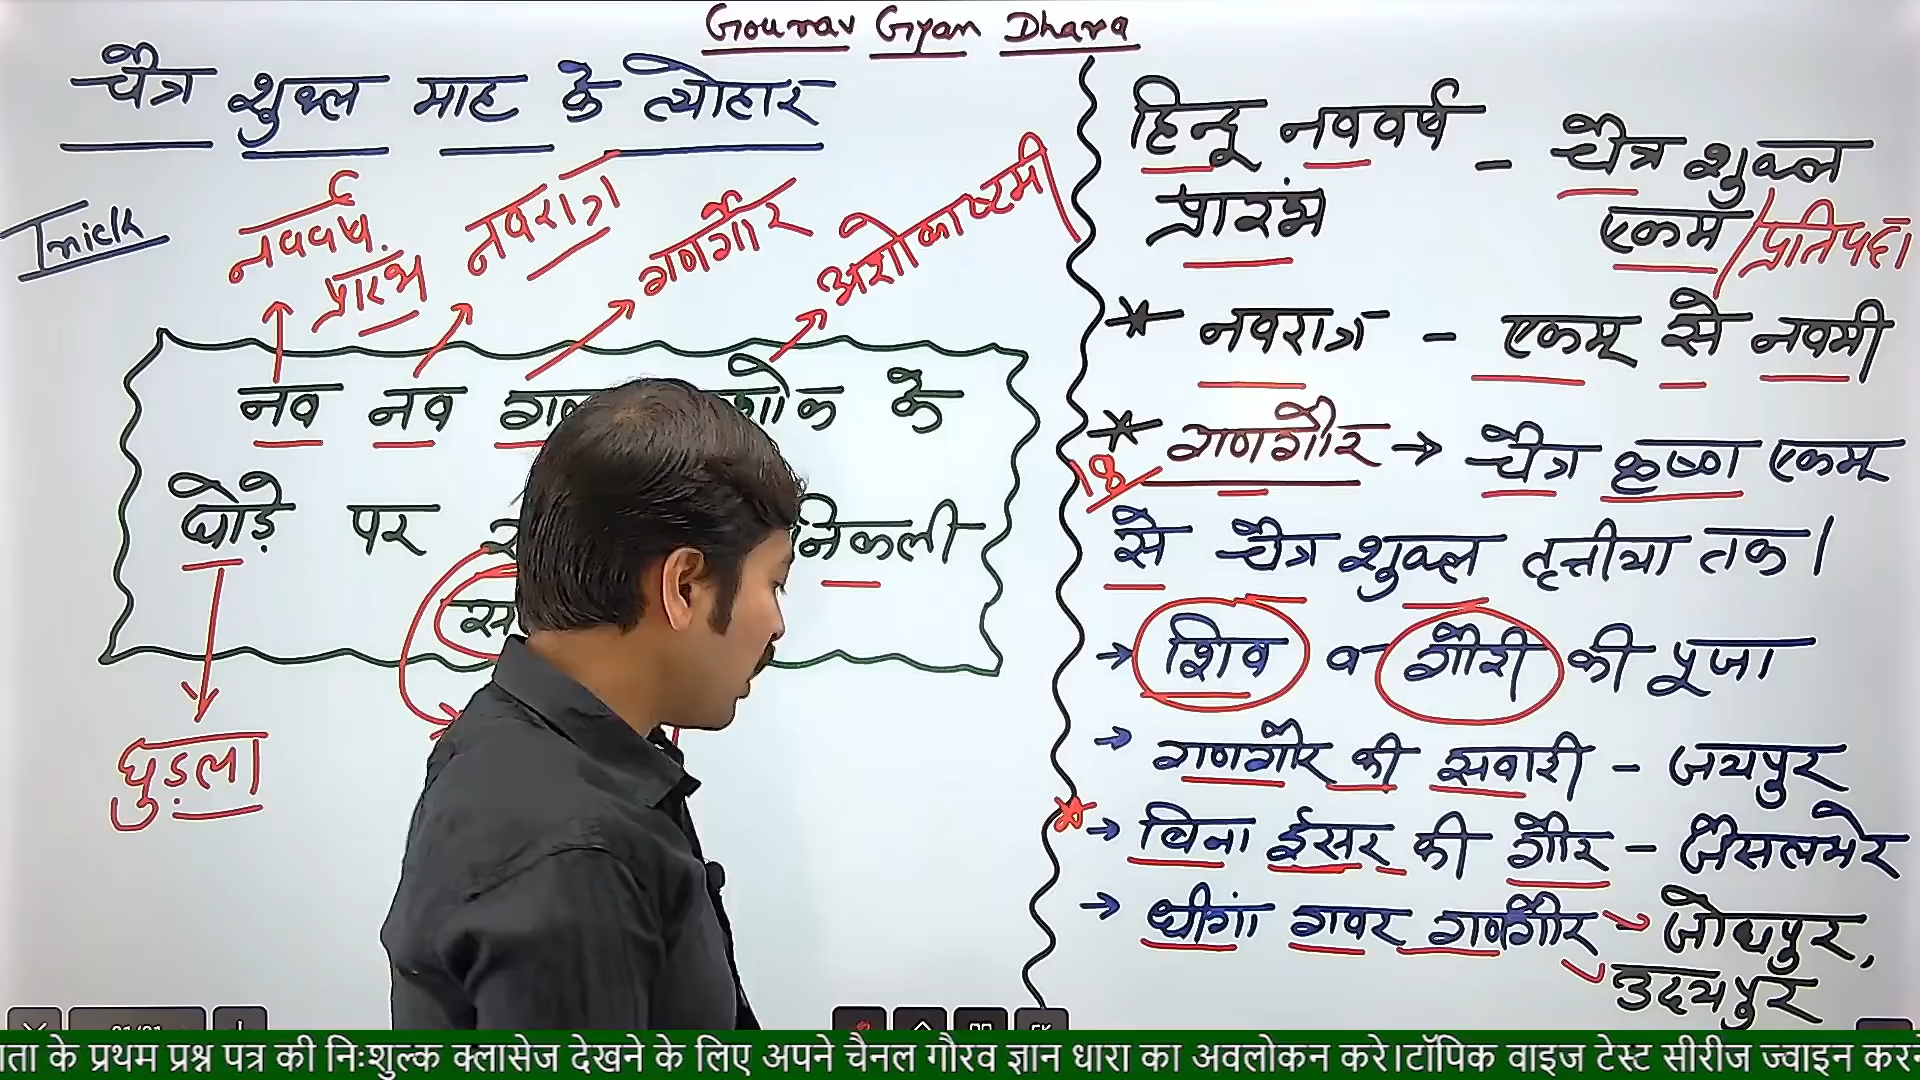 Gourav Gyan Dhara
चैत्र शुक्ल माह के त्योहार
Trick
नववर्ष
प्रारंभ
नवरात्र
गणगौर
अशोकाष्टमी
नव नव
के
घोड़े पर
निकली
घुड़ला
हिन्दू नववर्ष - चैत्र शुक्ल
प्रारंभ एकम/प्रतिपदा
* नवरात्र - एकम् से नवमी
* गणगौर → चैत्र कृष्ण एकम्
18
से चैत्र शुक्ल तृत्तीया तक।
→ शिव व गौरी की पूजा
→ गणगौर की सवारी - जयपुर
* → बिना ईसर की गौर - जैसलमेर
→ धींगा गवर गणगौर - जोधपुर,
उदयपुर
के प्रथम प्रश्न पत्र की निःशुल्क क्लासेज देखने के लिए अपने चैनल गौरव ज्ञान धारा का अवलोकन करे।टॉपिक वाइज टेस्ट सीरीज ज्वाइन